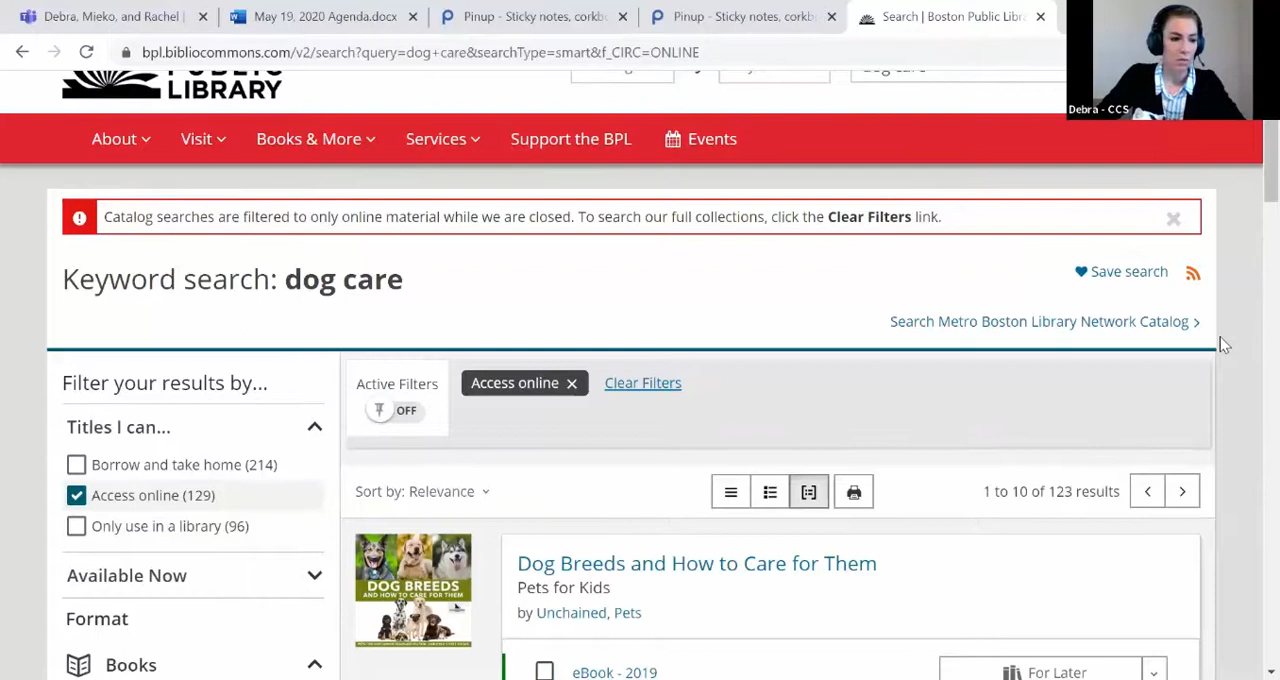 Debra, Mieko, and Rachel |
May 19, 2020 Agenda.docx
Pinup - Sticky notes, corkb
Pinup - Sticky notes, corkb
Search | Boston Public Libra
bpl.bibliocommons.com/v2/search?query=dog+care&searchType=smart&f_CIRC=ONLINE
Debra - CCS
PUBLIC
LIBRARY
dog care
About
Visit
Books & More
Services
Support the BPL
Events
Catalog searches are filtered to only online material while we are closed. To search our full collections, click the Clear Filters link.
Keyword search: dog care
Save search
Search Metro Boston Library Network Catalog >
Filter your results by...
Active Filters
OFF
Access online
Clear Filters
Titles I can...
Borrow and take home (214)
Access online (129)
Only use in a library (96)
Sort by: Relevance
1 to 10 of 123 results
Available Now
Format
Books
DOG BREEDS
AND HOW TO CARE FOR THEM
Dog Breeds and How to Care for Them
Pets for Kids
by Unchained, Pets
eBook - 2019
For Later